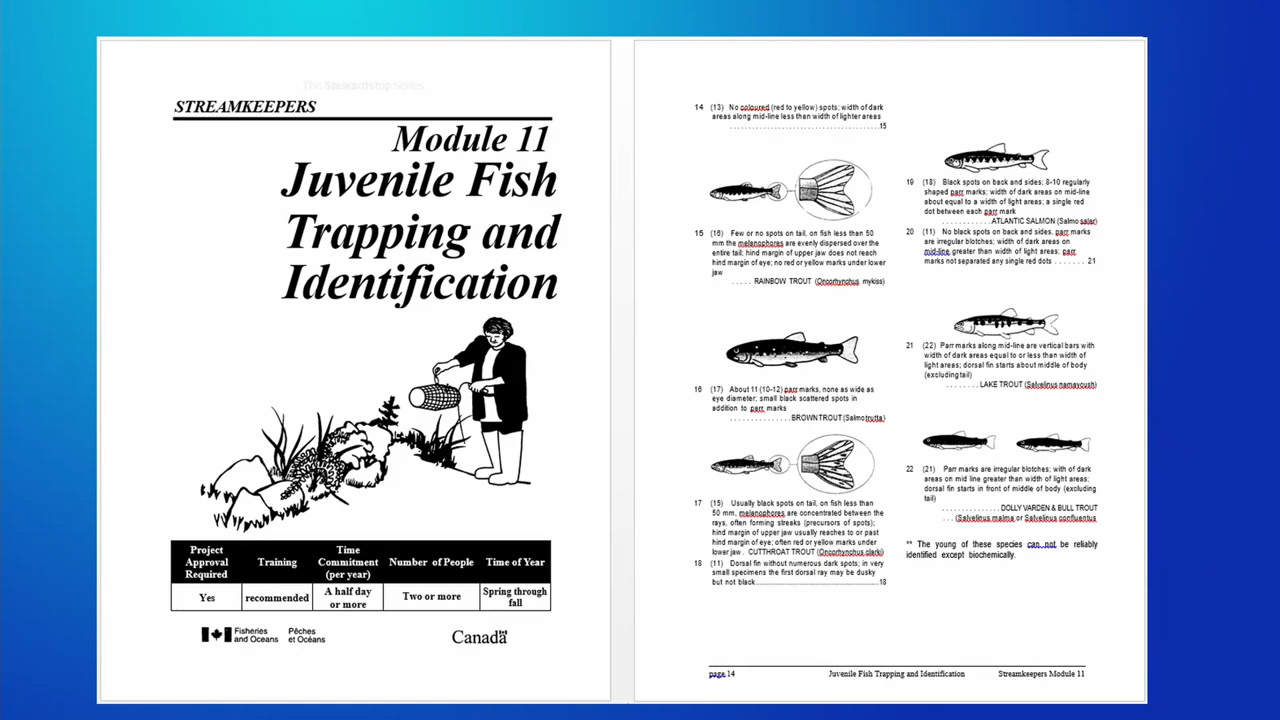 The Stewardship Series
STREAMKEEPERS
Module 11
Juvenile Fish
Trapping and
Identification
Project
Approval
Required
Training
Time
Commitment
(per year)
Number of People
Time of Year
Yes
recommended
A half day
or more
Two or more
Spring through
fall
Fisheries
and Oceans
Pêches
et Océans
Canada
14 (13) No coloured (red to yellow) spots; width of dark
areas along mid-line less than width of lighter areas
. . . . . . . . . . . . . . . . . . . . . . . . . . . . . . . . . . . . . . .15
15 (16) Few or no spots on tail, on fish less than 50
mm the melanophores are evenly dispersed over the
entire tail; hind margin of upper jaw does not reach
hind margin of eye; no red or yellow marks under lower
jaw
. . . . . RAINBOW TROUT (Oncorhynchus mykiss)
16 (17) About 11 (10-12) parr marks, none as wide as
eye diameter; small black scattered spots in
addition to parr marks
. . . . . . . . . . . . . . . BROWN TROUT (Salmo trutta)
17 (15) Usually black spots on tail, on fish less than
50 mm, melanophores are concentrated between the
rays, often forming streaks (precursors of spots);
hind margin of upper jaw usually reaches to or past
hind margin of eye; often red or yellow marks under
lower jaw . CUTTHROAT TROUT (Oncorhynchus clarki)
18 (11) Dorsal fin without numerous dark spots; in very
small specimens the first dorsal ray may be dusky
but not black........................................18
19 (18) Black spots on back and sides; 8-10 regularly
shaped parr marks; width of dark areas on mid-line
about equal to a width of light areas; a single red
dot between each parr mark
. . . . . . . . . . . . ATLANTIC SALMON (Salmo salar)
20 (11) No black spots on back and sides, parr marks
are irregular blotches; width of dark areas on
mid-line greater than width of light areas; parr
marks not separated any single red dots . . . . . . . 21
21 (22) Parr marks along mid-line are vertical bars with
width of dark areas equal to or less than width of
light areas; dorsal fin starts about middle of body
(excluding tail)
. . . . . . . . LAKE TROUT (Salvelinus namaycush)
22 (21) Parr marks are irregular blotches; with of dark
areas on mid line greater than width of light areas;
dorsal fin starts in front of middle of body (excluding
tail)
. . . . . . . . . . . . . . DOLLY VARDEN & BULL TROUT
. . . (Salvelinus malma or Salvelinus confluentus
** The young of these species can not be reliably
identified except biochemically.
page 14
Juvenile Fish Trapping and Identification
Streamkeepers Module 11